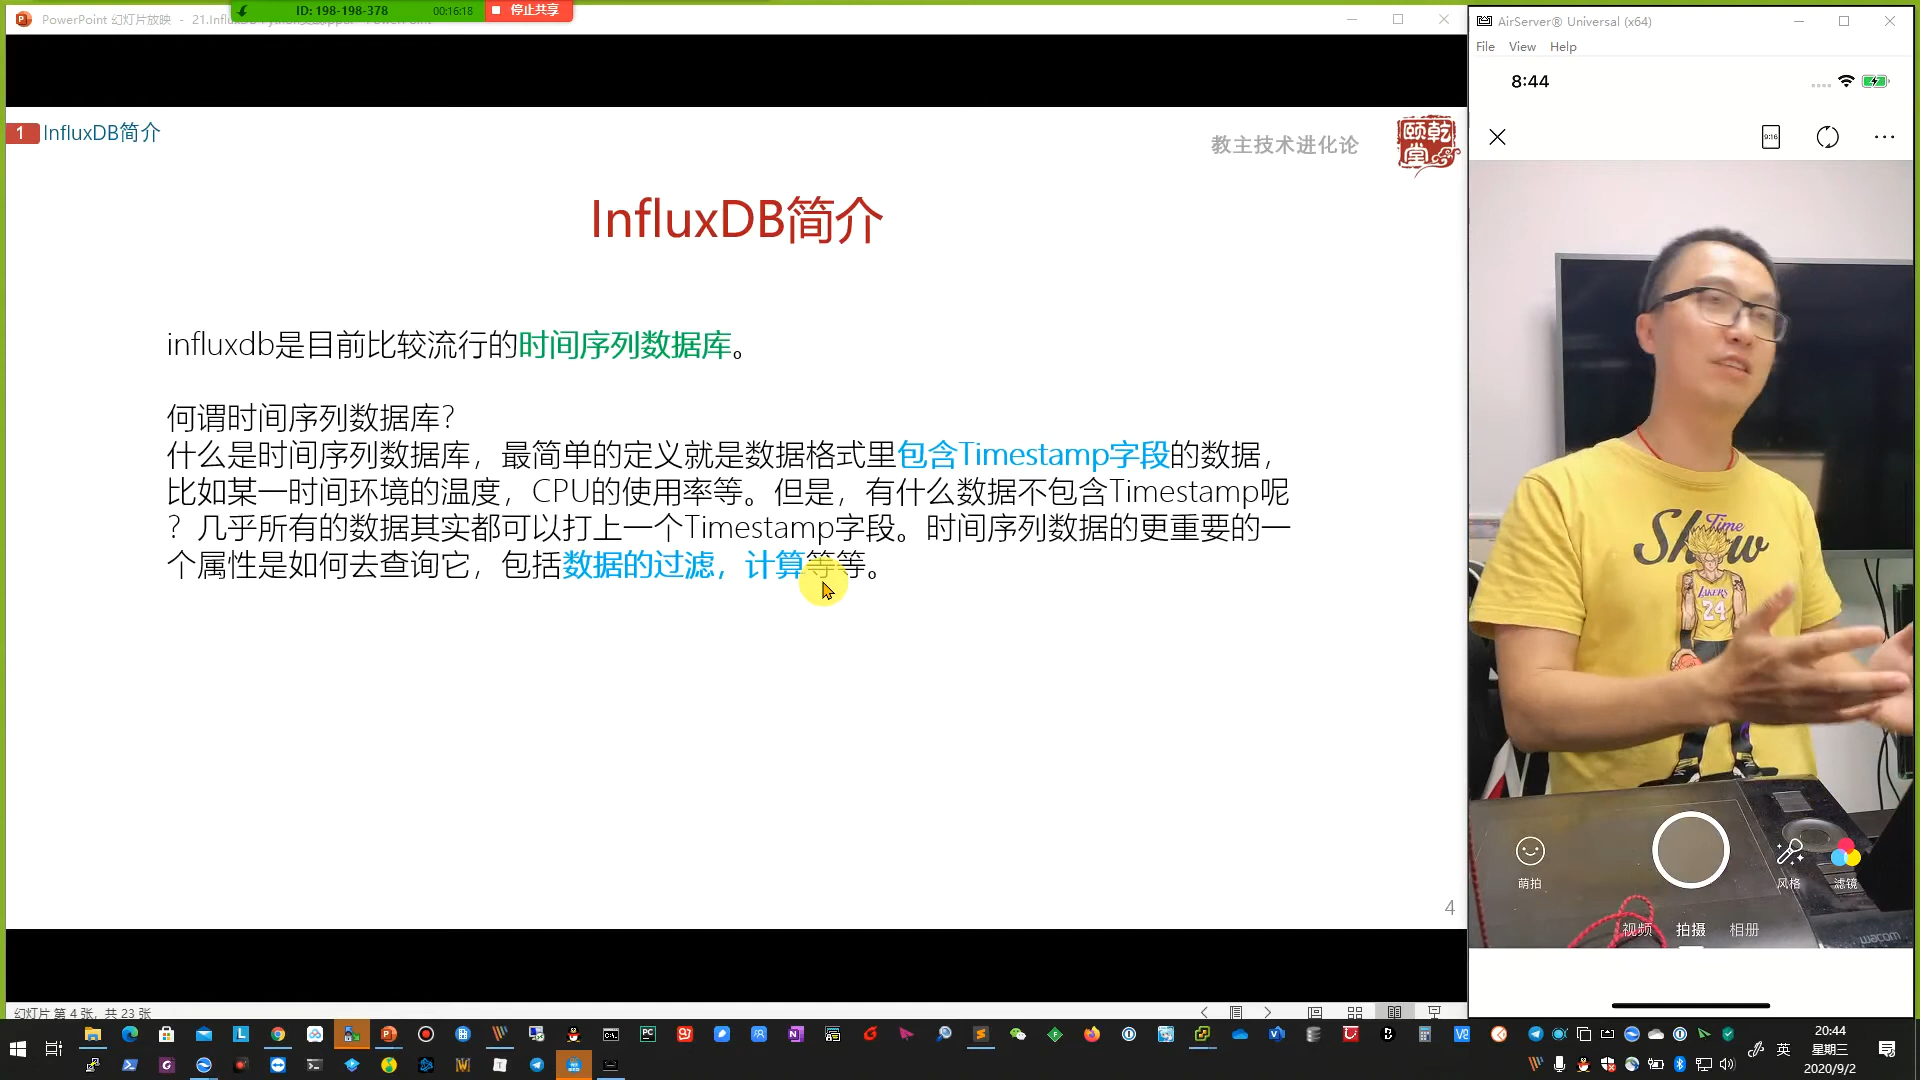 PowerPoint 幻灯片放映 - 21.InfluxDB
ID: 198-198-378
00:16:18
停止共享
AirServer® Universal (x64)
File View Help
8:44
9:16
1
InfluxDB简介
教主技术进化论
乾颐堂
InfluxDB简介
influxdb是目前比较流行的时间序列数据库。
何谓时间序列数据库？
什么是时间序列数据库，最简单的定义就是数据格式里包含Timestamp字段的数据，
比如某一时间环境的温度，CPU的使用率等。但是，有什么数据不包含Timestamp呢
？几乎所有的数据其实都可以打上一个Timestamp字段。时间序列数据的更重要的一
个属性是如何去查询它，包括数据的过滤，计算等等。
4
Time
Show
LAKERS
24
萌拍
风格
滤镜
视频 拍摄 相册
wacom
幻灯片 第 4 张，共 23 张
英
20:44
星期三
2020/9/2